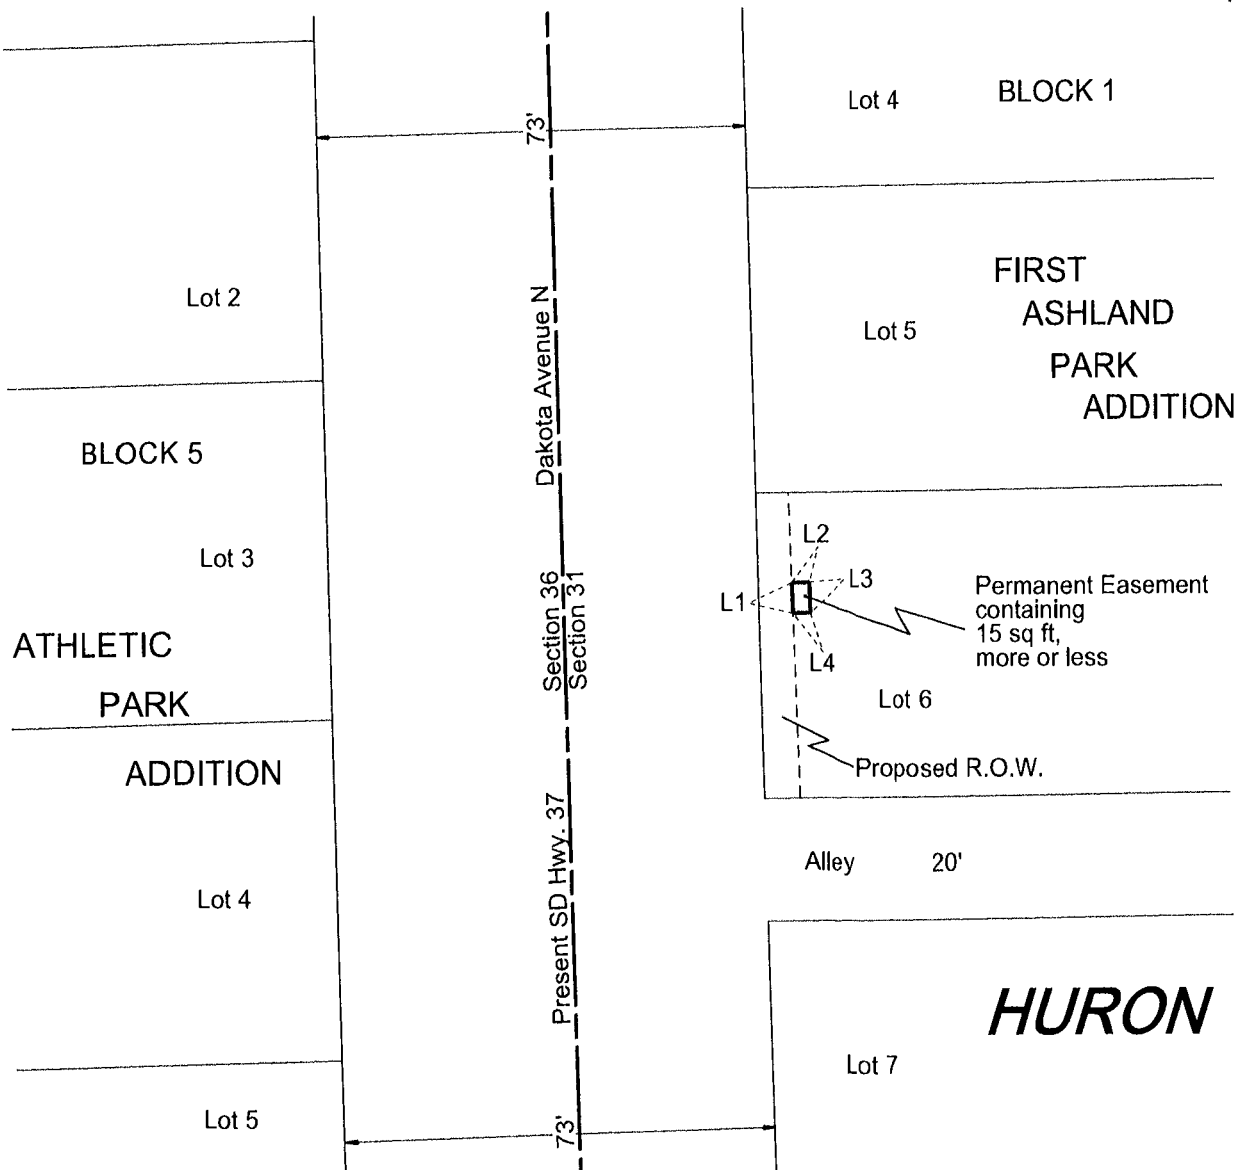 Lot 4
BLOCK 1
73'
Lot 2
Dakota Avenue N
Lot 5
FIRST
ASHLAND
PARK
ADDITION
BLOCK 5
Lot 3
Section 36
Section 31
L2
L3
L1
L4
Permanent Easement
containing
15 sq ft,
more or less
ATHLETIC
PARK
ADDITION
Lot 6
Proposed R.O.W.
Present SD Hwy. 37
Alley 20'
Lot 4
HURON
Lot 7
Lot 5
73'